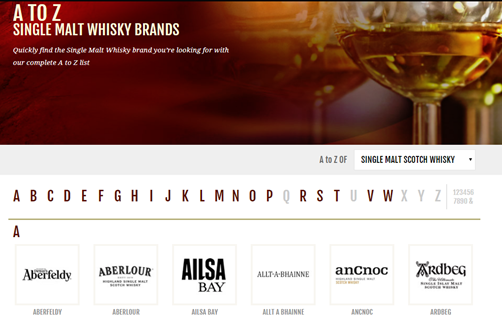 A TO Z
SINGLE MALT WHISKY BRANDS
Quickly find the Single Malt Whisky brand you're looking for with
our complete A to Z list
A to Z OF SINGLE MALT SCOTCH WHISKY
A B C D E F G H I J K L M N O P Q R S T U V W X Y Z 123456
7890 &
A
Aberfeldy
ABERLOUR
HIGHLAND SINGLE MALT
SCOTCH WHISKY
AILSA
BAY
ALLT-A-BHAINNE
anCnoc
HIGHLAND SINGLE MALT
SCOTCH WHISKY
ARDBEG
SINGLE ISLAY MALT
SCOTCH WHISKY
ABERFELDY ABERLOUR AILSA BAY ALLT A BHAINNE ANCNOC ARDBEG